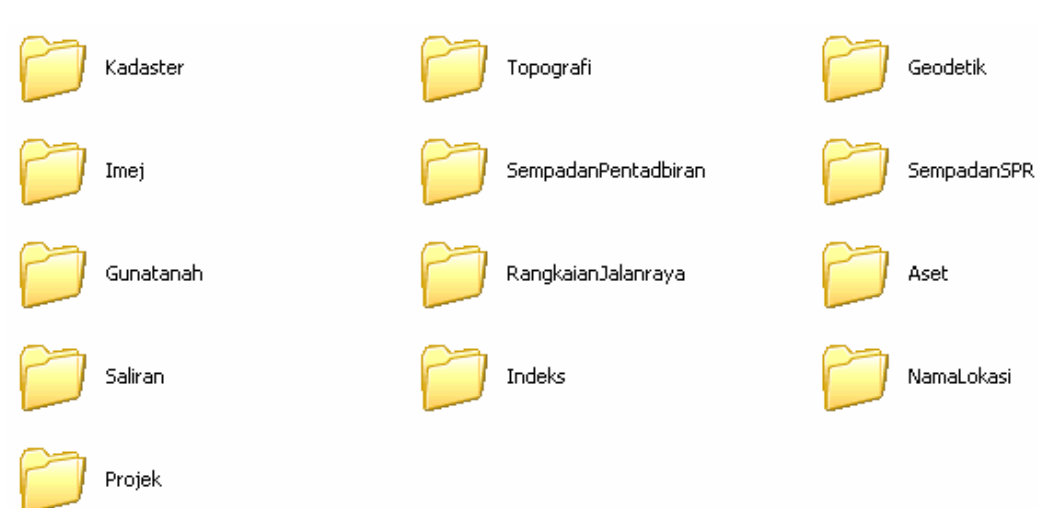 Kadaster
Topografi
Geodetik
Imej
SempadanPentadbiran
SempadanSPR
Gunatanah
RangkaianJalanraya
Aset
Saliran
Indeks
NamaLokasi
Projek